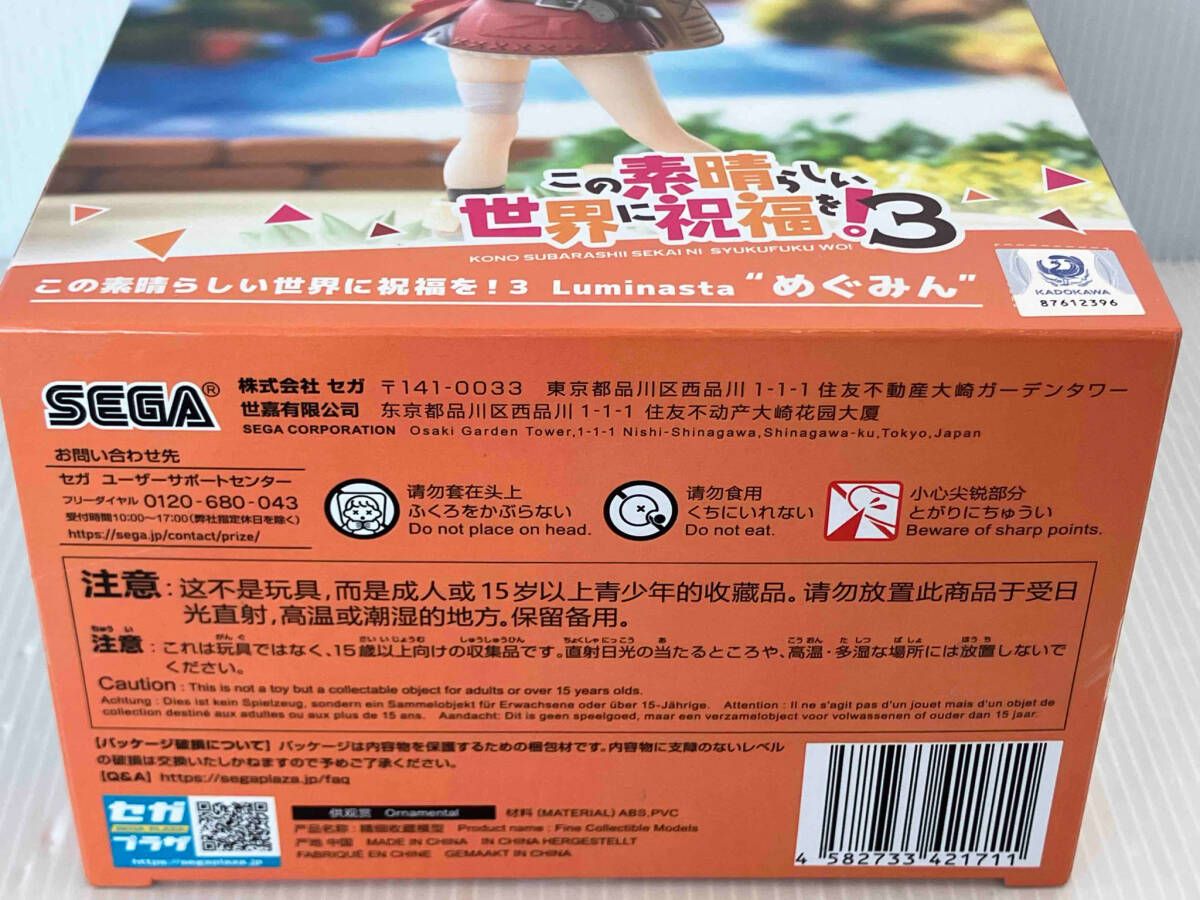 この素晴らしい
世界に祝福を!3
KONO SUBARASHII SEKAI NI SYUKUFUKU WO!
この素晴らしい世界に祝福を!3 Luminasta “めぐみん”
KADOKAWA
87612396
SEGA®
株式会社 セガ 〒141-0033 東京都品川区西品川1-1-1住友不動産大崎ガーデンタワー
世嘉有限公司 东京都品川区西品川1-1-1 住友不动产大崎花园大厦
SEGA CORPORATION Osaki Garden Tower,1-1-1 Nishi-Shinagawa,Shinagawa-ku,Tokyo,Japan
お問い合わせ先
セガ ユーザーサポートセンター
フリーダイヤル 0120-680-043
受付時間10:00～17:00(弊社指定休日を除く)
https://sega.jp/contact/prize/
请勿套在头上
ふくろをかぶらない
Do not place on head.
请勿食用
くちにいれない
Do not eat.
小心尖锐部分
とがりにちゅうい
Beware of sharp points.
注意:这不是玩具,而是成人或15岁以上青少年的收藏品。请勿放置此商品于受日
光直射,高温或潮湿的地方。保留备用。
注意:これは玩具ではなく、15歳以上向けの収集品です。直射日光の当たるところや、高温・多湿な場所には放置しないで
ください。
Caution : This is not a toy but a collectable object for adults or over 15 years olds.
Achtung : Dies ist kein Spielzeug, sondern ein Sammelobjekt für Erwachsene oder über 15-Jährige. Attention : Il ne s'agit pas d'un jouet mais d'un objet de
collection destiné aux adultes ou aux plus de 15 ans. Aandacht: Dit is geen speelgoed, maar een verzamelobject voor volwassenen of ouder dan 15 jaar.
【パッケージ破損について】パッケージは内容物を保護するための梱包材です。内容物に支障のないレベル
の破損は交換いたしかねますので予めご了承ください。
【Q&A】https://segaplaza.jp/faq
セガ
SEGA PLAZA
プラザ
https://segaplaza.jp
供观赏 Ornamental
材料 (MATERIAL) ABS,PVC
产品名称:精细收藏模型 Product name : Fine Collectible Models
产地 中国 MADE IN CHINA IN CHINA HERGESTELLT
FABRIQUÉ EN CHINE GEMAAKT IN CHINA
4 582733 421711